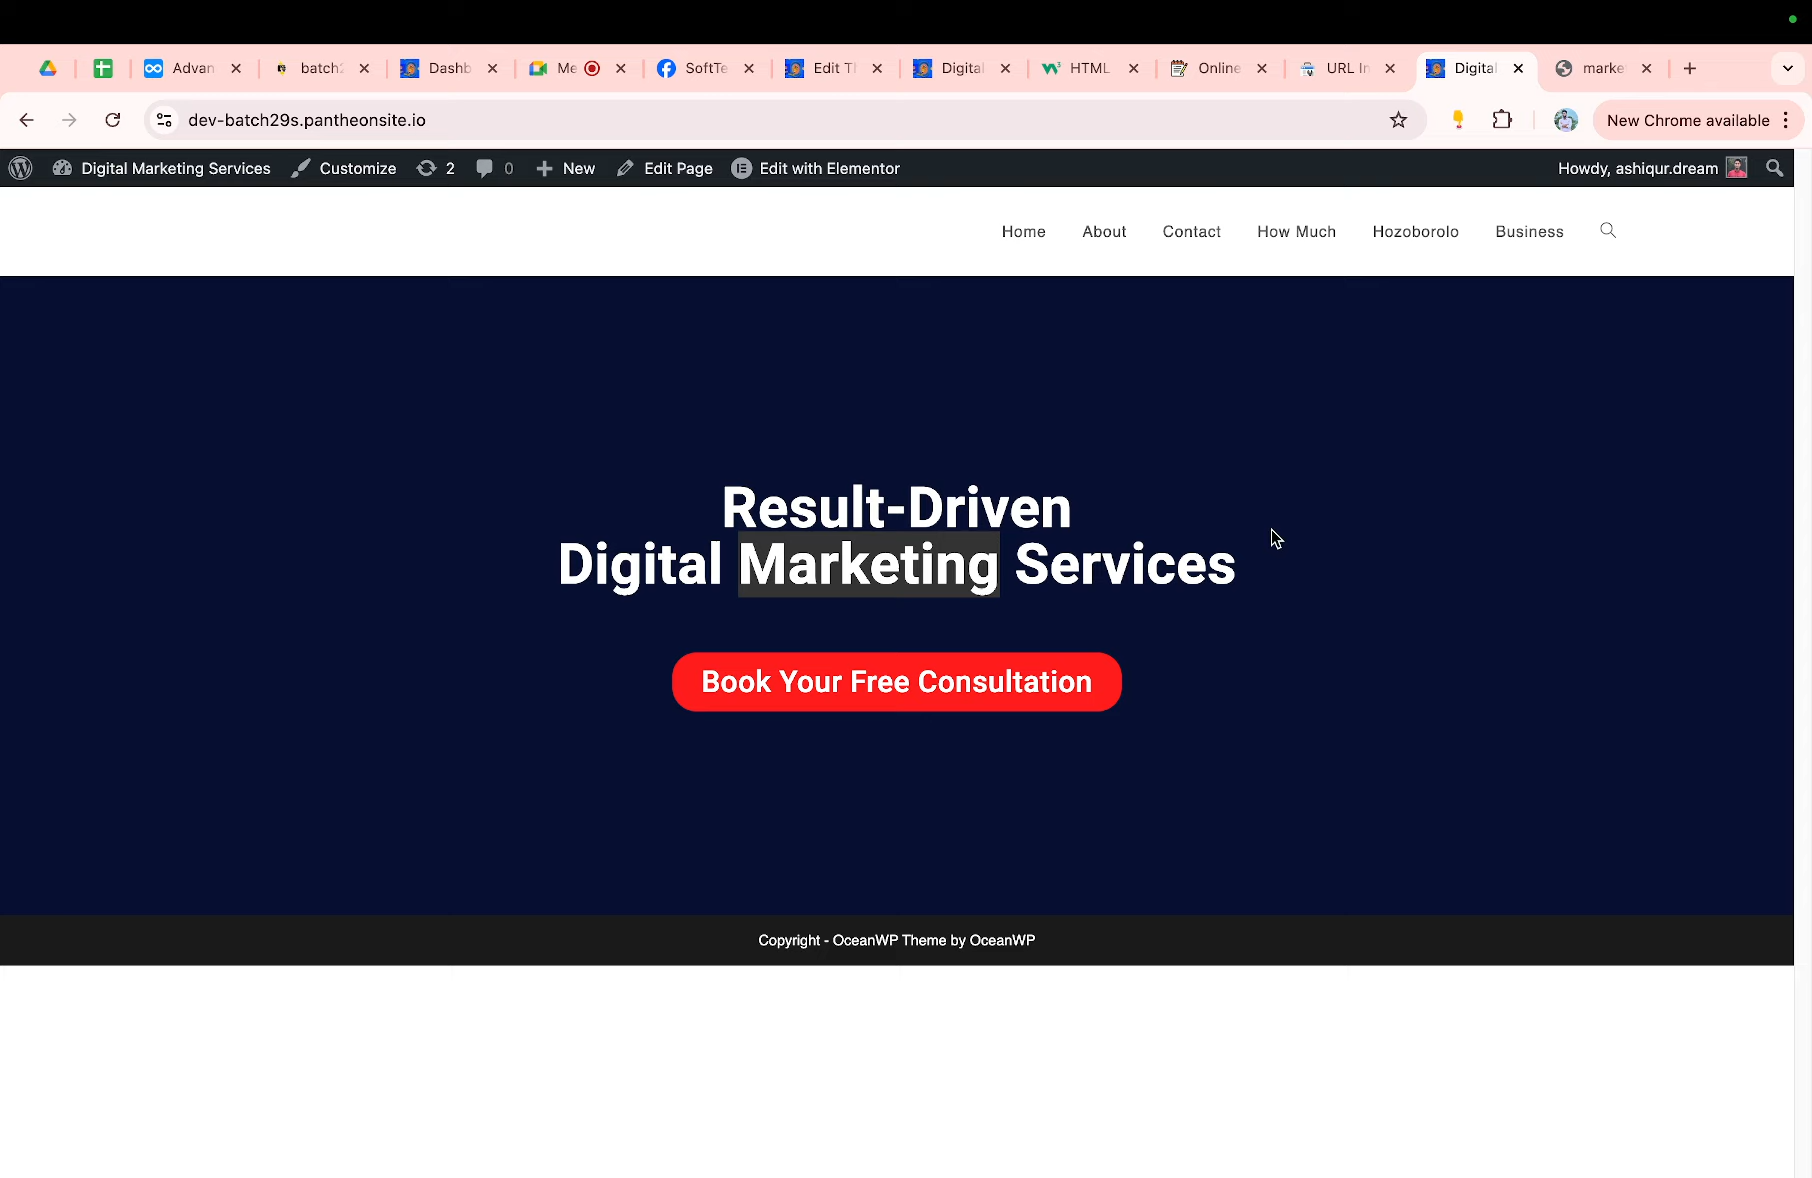 Advan
batch2
Dashb
Me
SoftTe
Edit Th
Digital
HTML
Online
URL In
Digital
marke
dev-batch29s.pantheonsite.io
New Chrome available
Digital Marketing Services
Customize
2
0
New
Edit Page
Edit with Elementor
Howdy, ashiqur.dream
Home
About
Contact
How Much
Hozoborolo
Business
Result-Driven
Digital Marketing Services
Book Your Free Consultation
Copyright - OceanWP Theme by OceanWP